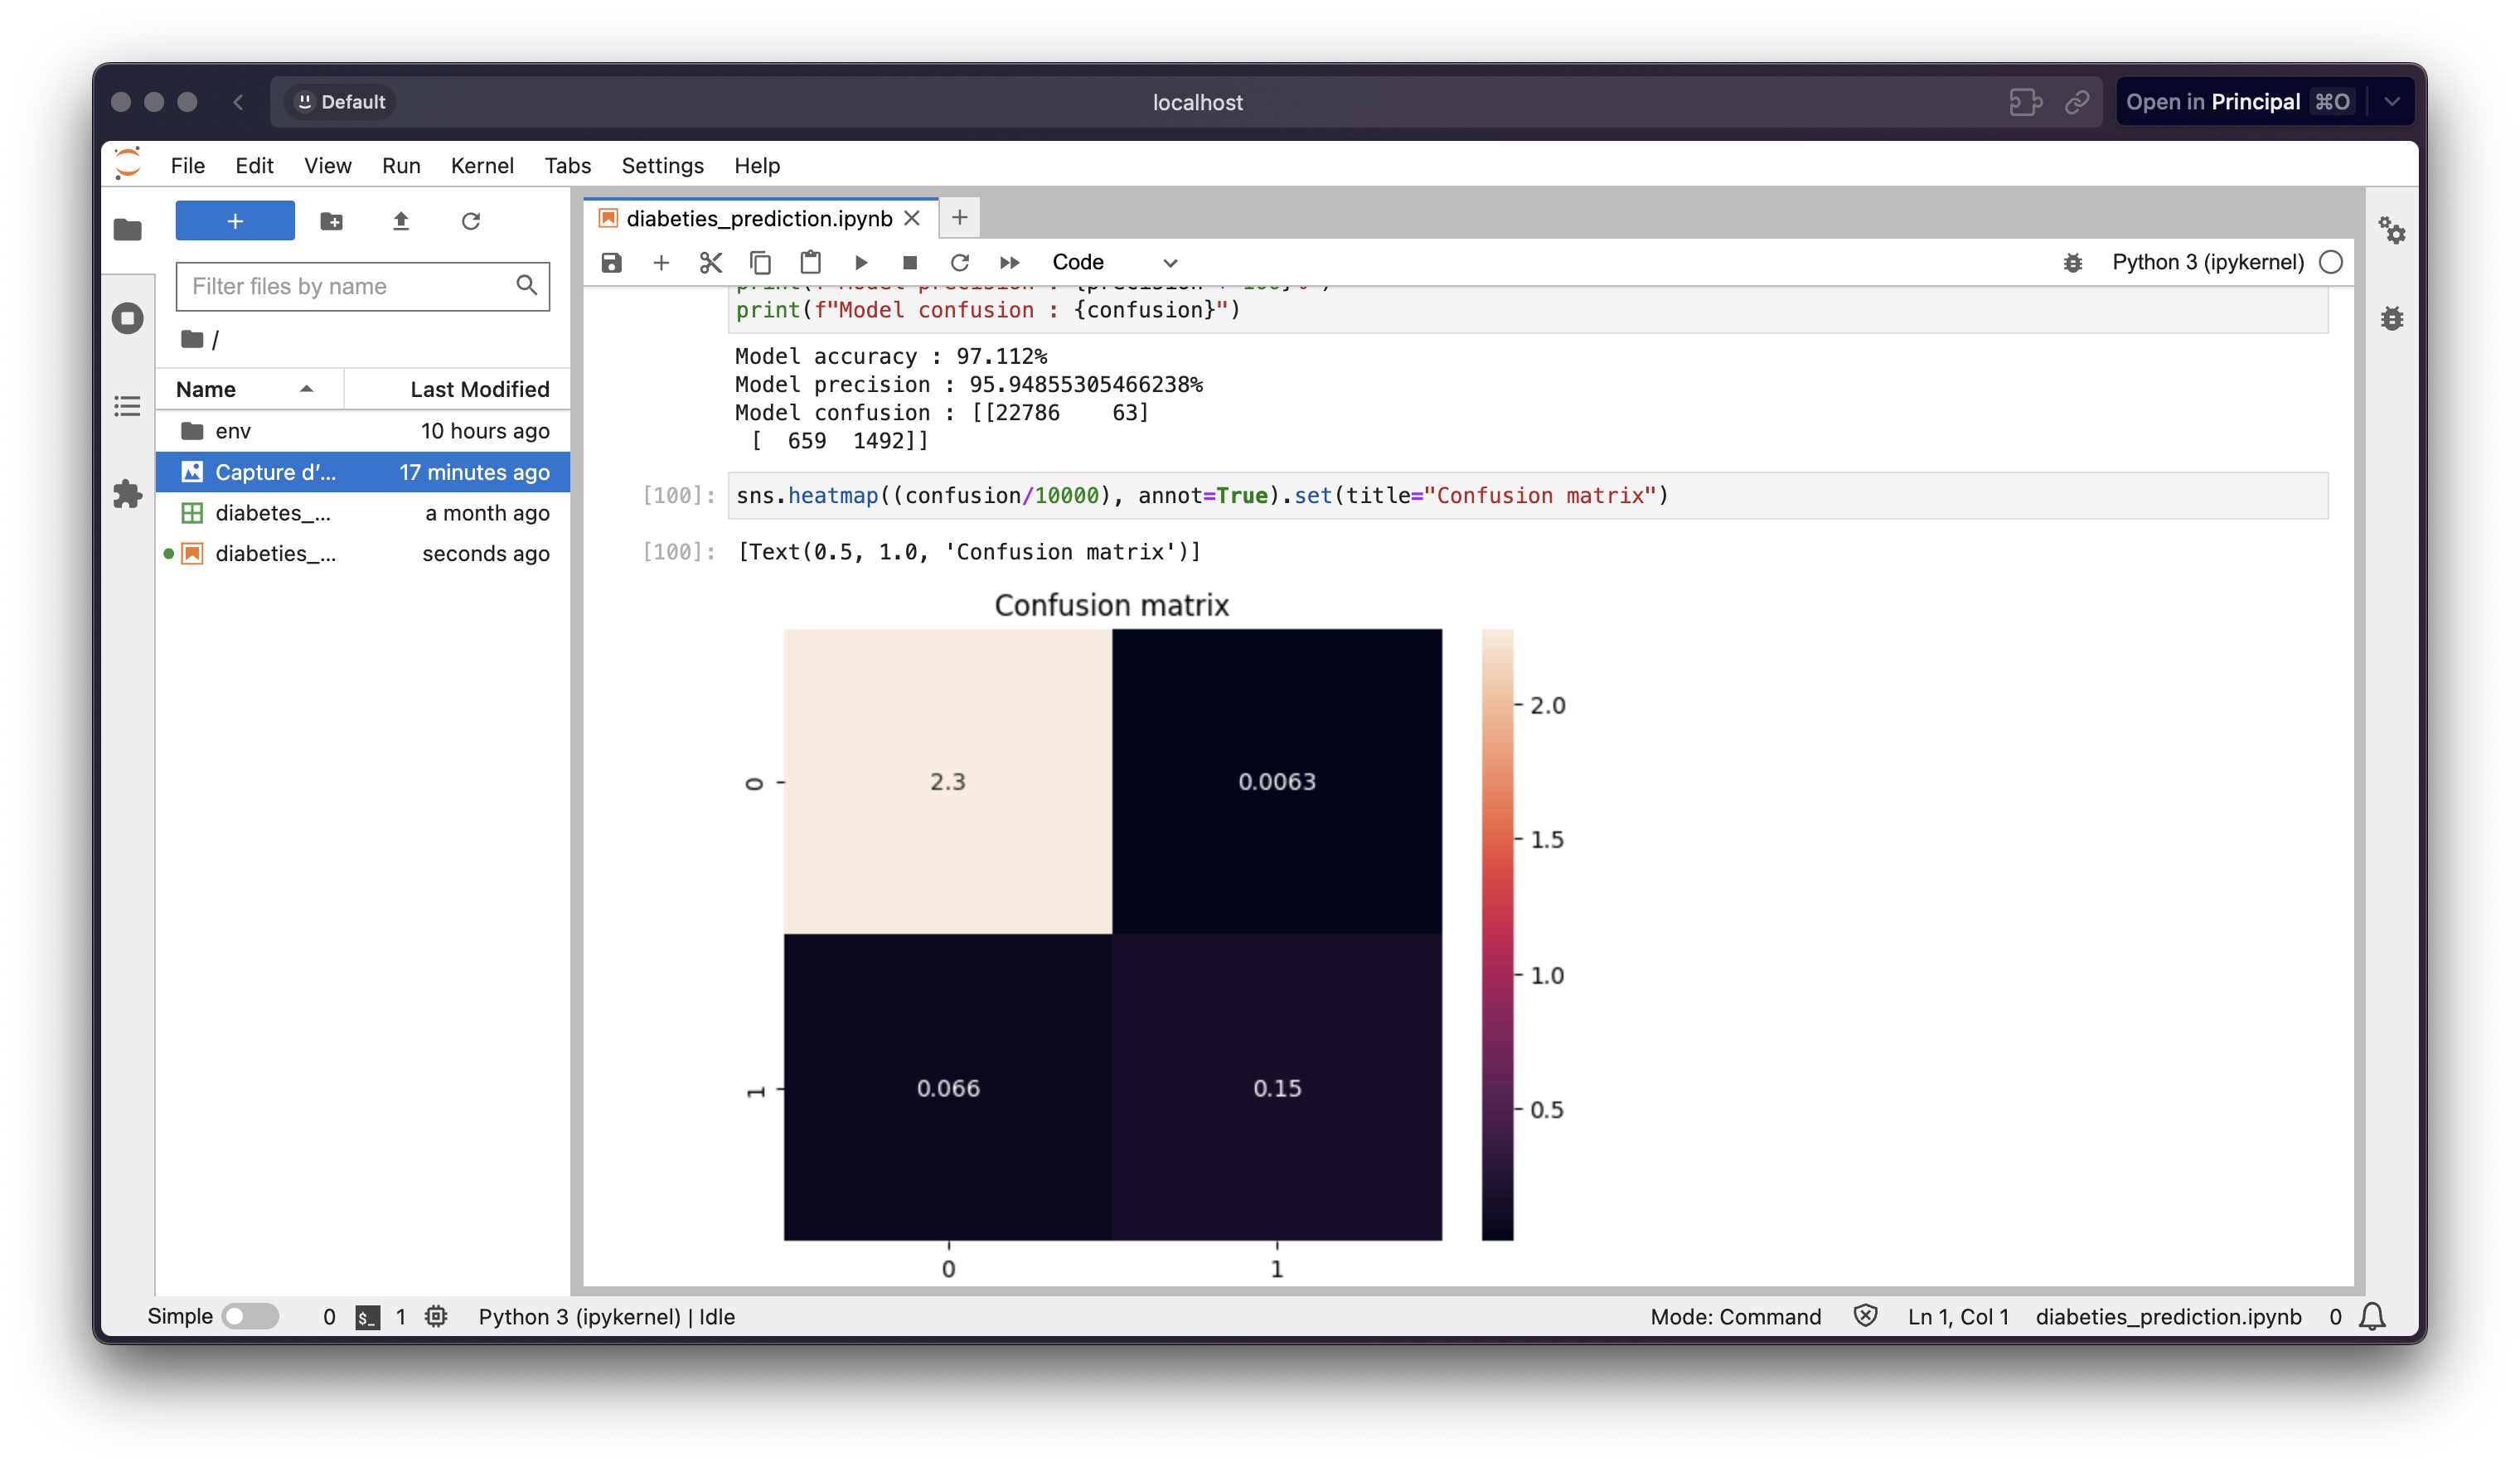 Default
localhost
Open in Principal ⌘O
File Edit View Run Kernel Tabs Settings Help
+
Filter files by name
/
Name Last Modified
env 10 hours ago
Capture d’... 17 minutes ago
diabetes_... a month ago
diabeties_... seconds ago
diabeties_prediction.ipynb
Code
Python 3 (ipykernel)
print(f"Model confusion : {confusion}")
Model accuracy : 97.112%
Model precision : 95.94855305466238%
Model confusion : [[22786    63]
[  659  1492]]
[100]: sns.heatmap((confusion/10000), annot=True).set(title="Confusion matrix")
[100]: [Text(0.5, 1.0, 'Confusion matrix')]
Confusion matrix
2.0
0 2.3 0.0063
1.5
1.0
1 0.066 0.15
0.5
0 1
Simple 0 $_ 1 Python 3 (ipykernel) | Idle Mode: Command Ln 1, Col 1 diabeties_prediction.ipynb 0